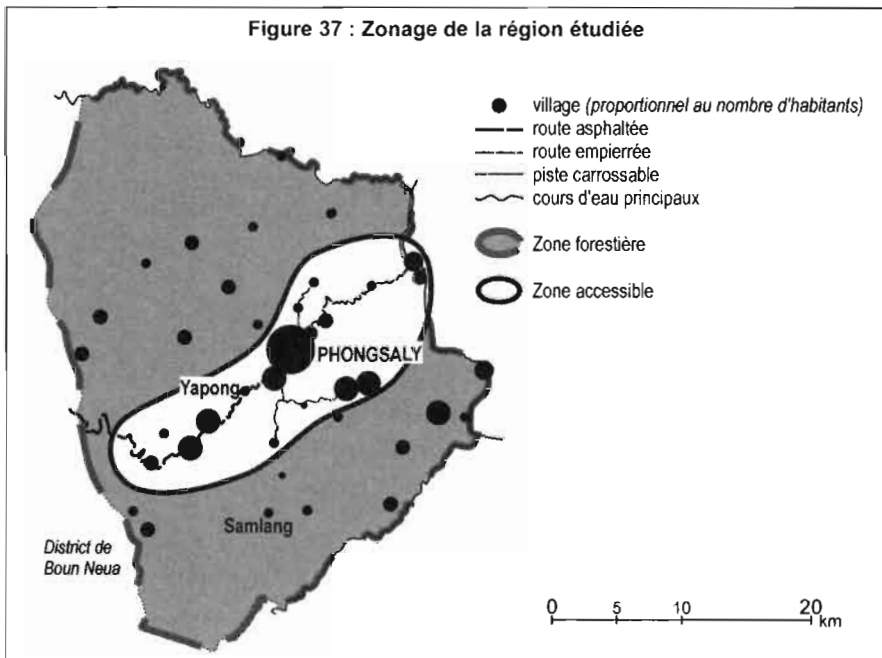 Figure 37 : Zonage de la région étudiée
village (proportionnel au nombre d'habitants)
route asphaltée
route empierrée
piste carrossable
cours d'eau principaux
Zone forestière
Zone accessible
PHONGSALY
Yapong
Samlang
District de
Boun Neua
0 5 10 20
km